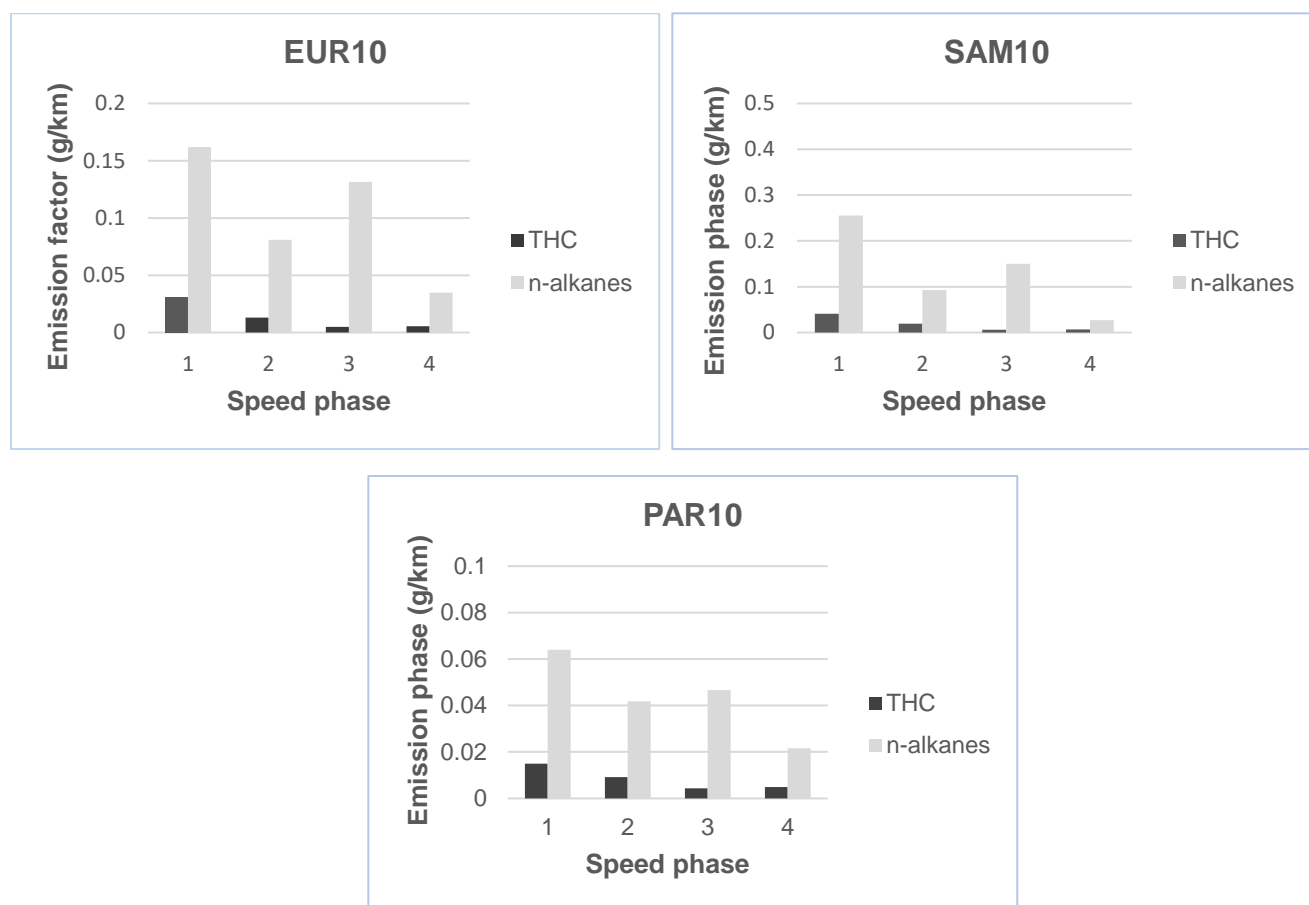 EUR10
Emission factor (g/km)
0.2
0.15
0.1
0.05
0
1 2 3 4
Speed phase
THC
n-alkanes
SAM10
Emission phase (g/km)
0.5
0.4
0.3
0.2
0.1
0
1 2 3 4
Speed phase
THC
n-alkanes
PAR10
Emission phase (g/km)
0.1
0.08
0.06
0.04
0.02
0
1 2 3 4
Speed phase
THC
n-alkanes